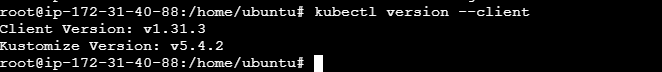 root@ip-172-31-40-88:/home/ubuntu# kubectl version --client
Client Version: v1.31.3
Kustomize Version: v5.4.2
root@ip-172-31-40-88:/home/ubuntu#